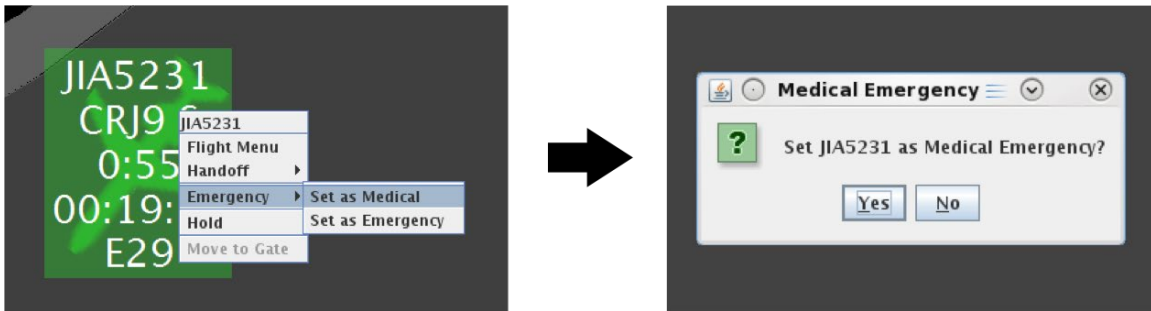 JIA5231
CRJ9
0:55
00:19:
E29
JIA5231
Flight Menu
Handoff
Emergency
Hold
Move to Gate
Set as Medical
Set as Emergency
Medical Emergency
Set JIA5231 as Medical Emergency?
Yes
No